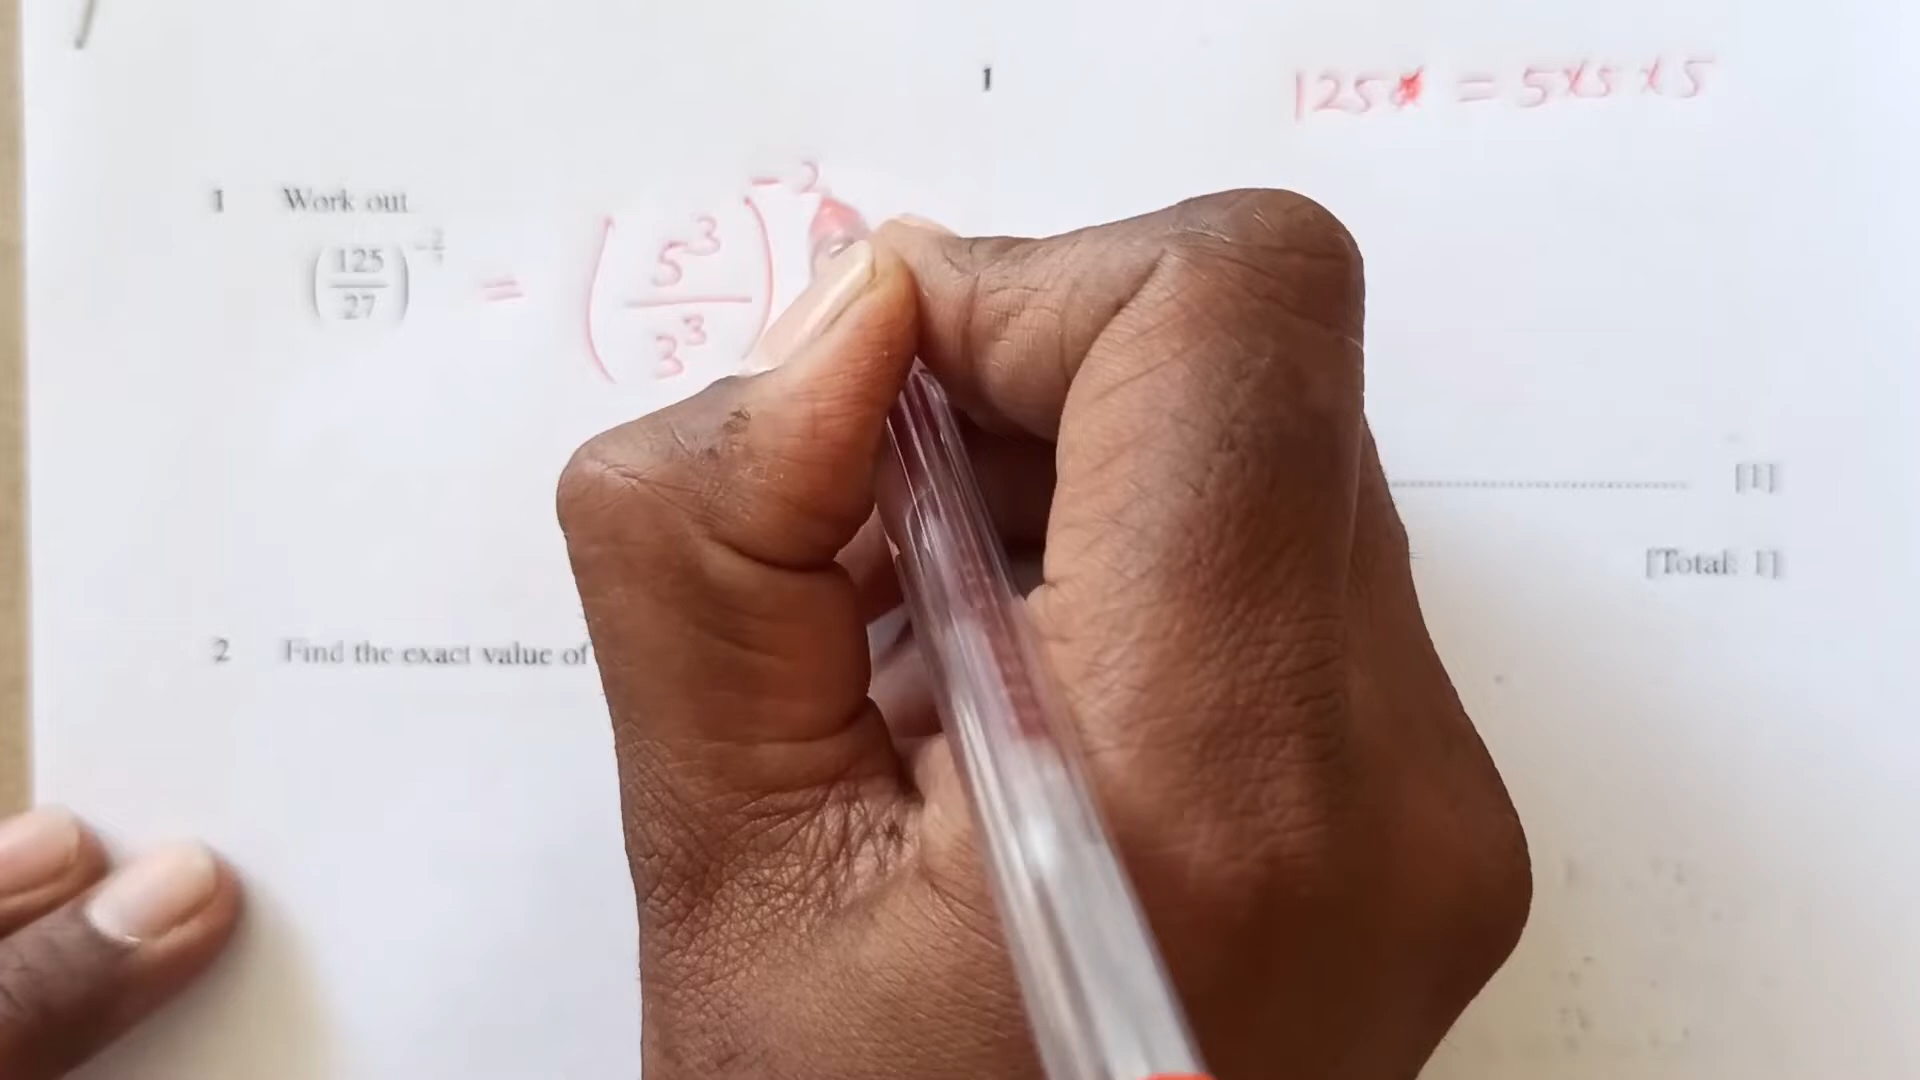 1
125 = 5×5×5
1 Work out
(125/27)^-2/3 = (5^3/3^3)^-2
[1]
[Total: 1]
2 Find the exact value of